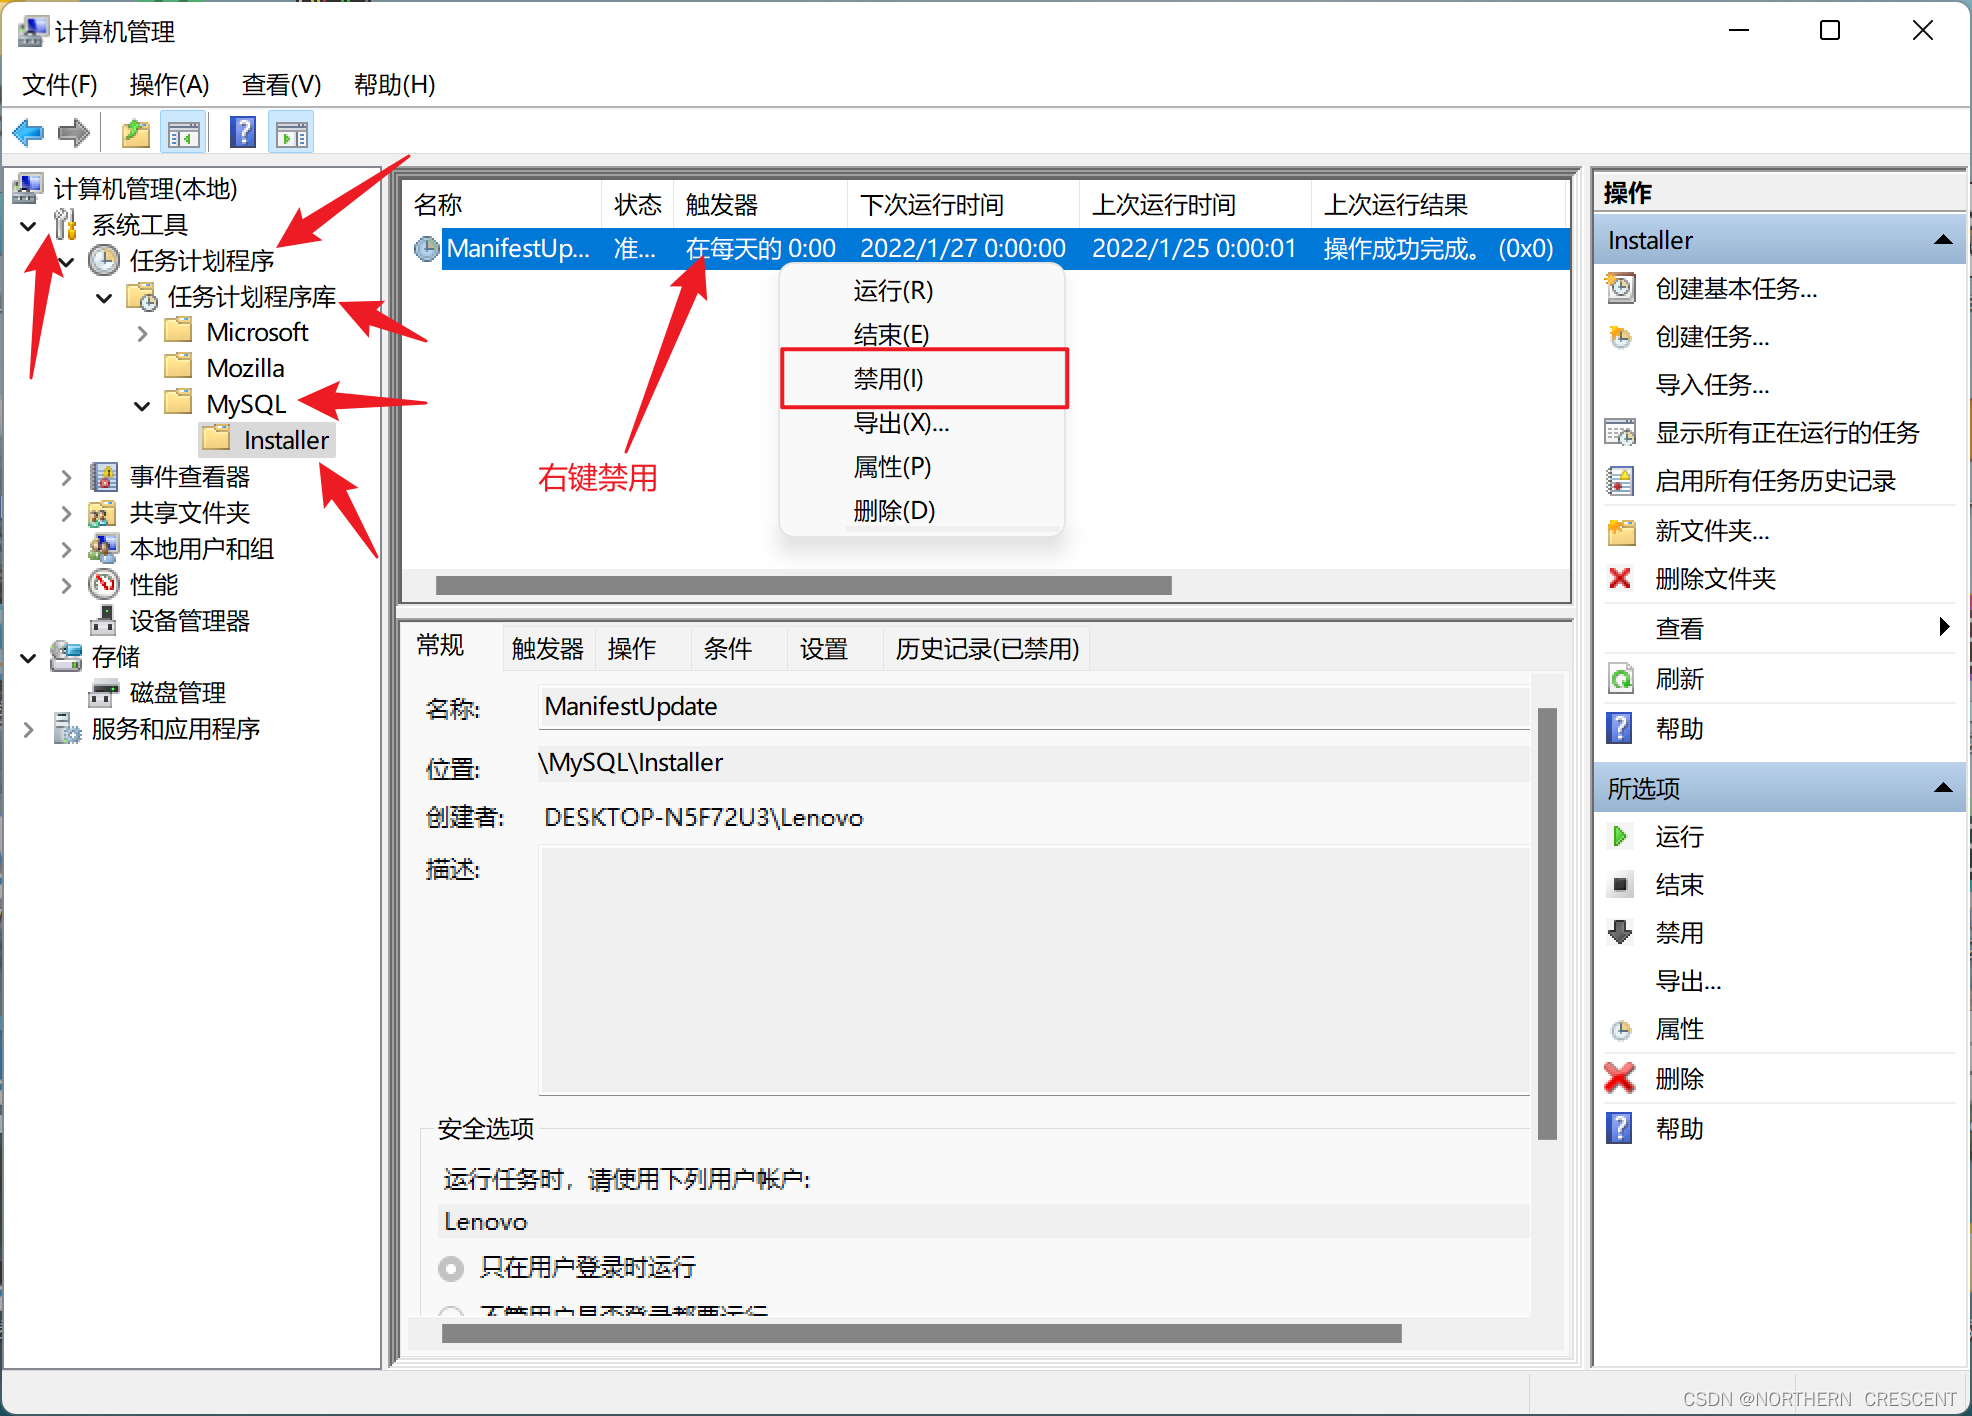 计算机管理
文件(F) 操作(A) 查看(V) 帮助(H)
计算机管理(本地)
系统工具
任务计划程序
任务计划程序库
Microsoft
Mozilla
MySQL
Installer
事件查看器
共享文件夹
本地用户和组
性能
设备管理器
存储
磁盘管理
服务和应用程序
名称 状态 触发器 下次运行时间 上次运行时间 上次运行结果
ManifestUp... 准... 在每天的 0:00 2022/1/27 0:00:00 2022/1/25 0:00:01 操作成功完成。 (0x0)
运行(R)
结束(E)
禁用(I)
导出(X)...
属性(P)
删除(D)
右键禁用
常规 触发器 操作 条件 设置 历史记录(已禁用)
名称: ManifestUpdate
位置: \MySQL\Installer
创建者: DESKTOP-N5F72U3\Lenovo
描述:
安全选项
运行任务时，请使用下列用户帐户:
Lenovo
只在用户登录时运行
不管用户是否登录都要运行
操作
Installer
创建基本任务...
创建任务...
导入任务...
显示所有正在运行的任务
启用所有任务历史记录
新文件夹...
删除文件夹
查看
刷新
帮助
所选项
运行
结束
禁用
导出...
属性
删除
帮助
CSDN @NORTHERN_CRESCENT